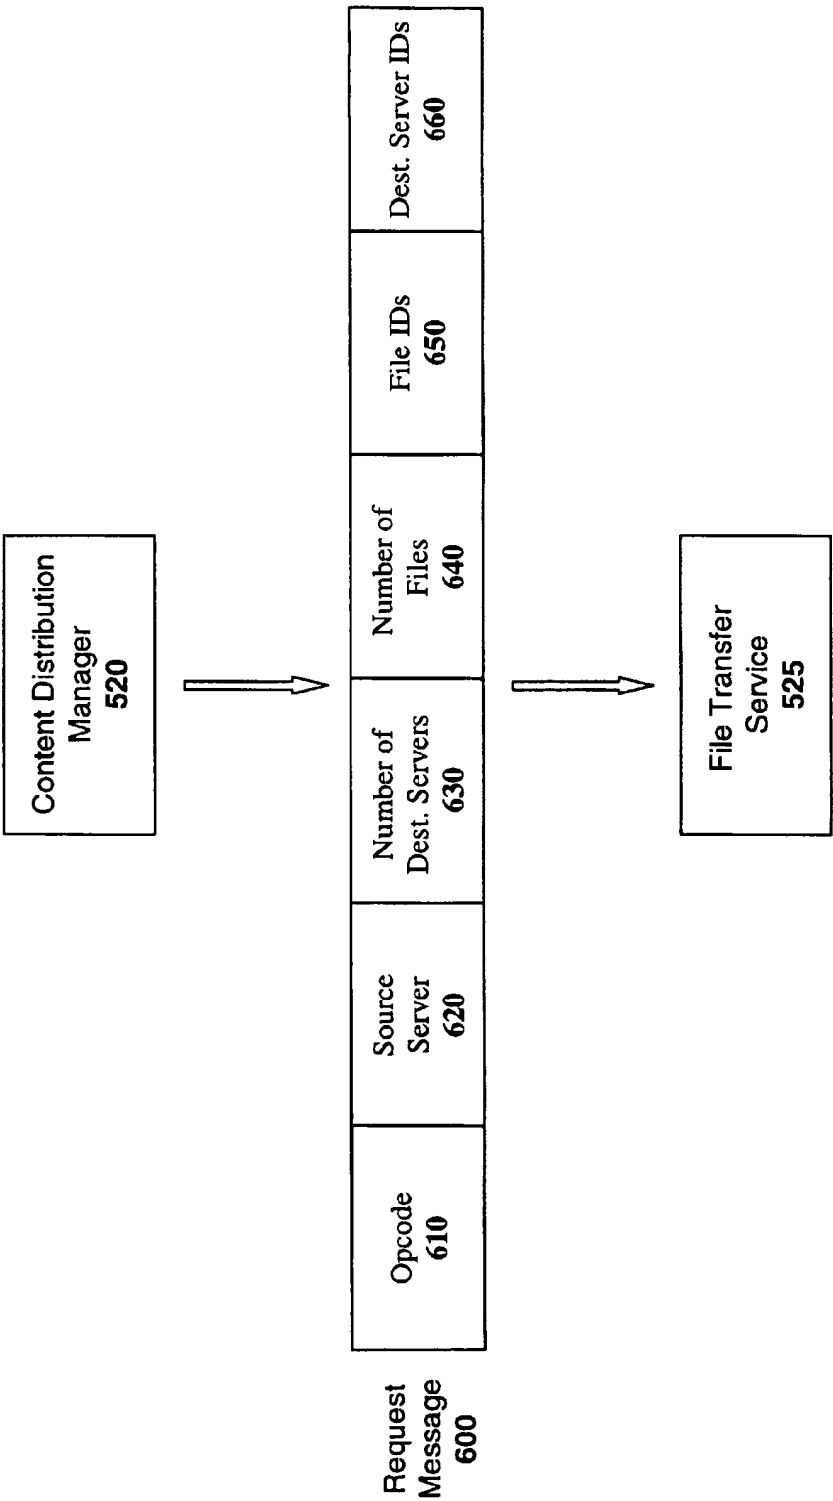 Content Distribution
Manager
520
Request
Message
600
Opcode
610
Source
Server
620
Number of
Dest. Servers
630
Number of
Files
640
File IDs
650
Dest. Server IDs
660
File Transfer
Service
525